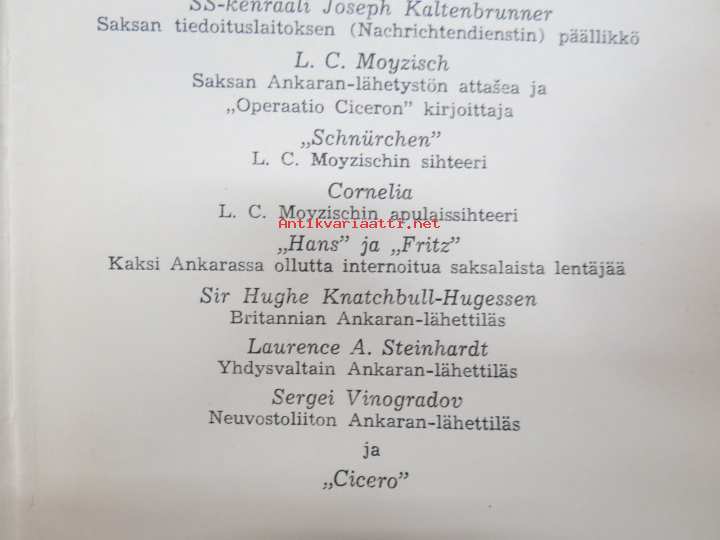 SS-kenraali Joseph Kaltenbrunner
Saksan tiedoituslaitoksen (Nachrichtendienstin) päällikkö
L. C. Moyzisch
Saksan Ankaran-lähetystön attašea ja
„Operaatio Ciceron” kirjoittaja
„Schnürchen”
L. C. Moyzischin sihteeri
Cornelia
L. C. Moyzischin apulaissihteeri
Antikvariaatti.net
„Hans” ja „Fritz”
Kaksi Ankarassa ollutta internoitua saksalaista lentäjää
Sir Hughe Knatchbull-Hugessen
Britannian Ankaran-lähettiläs
Laurence A. Steinhardt
Yhdysvaltain Ankaran-lähettiläs
Sergei Vinogradov
Neuvostoliiton Ankaran-lähettiläs
ja
„Cicero”